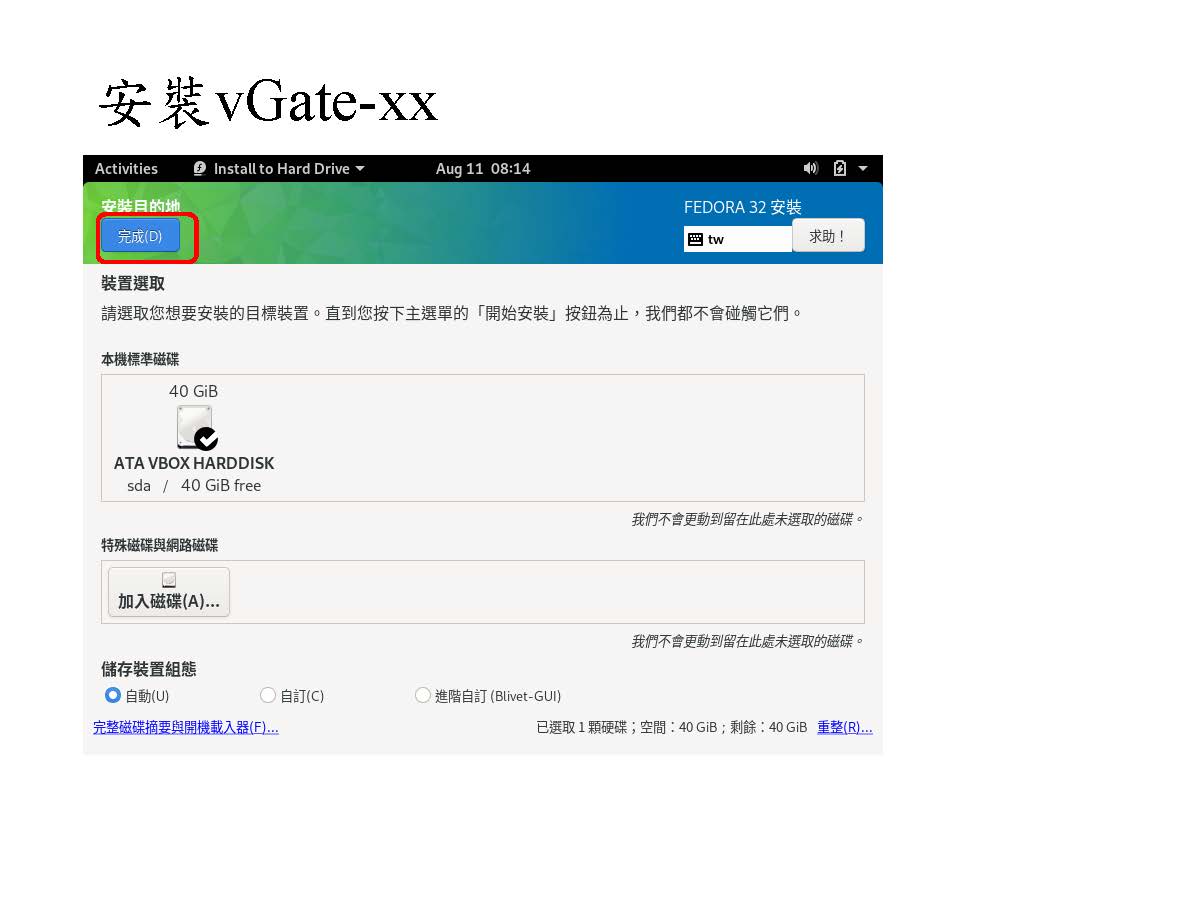 安裝vGate-xx
Activities Install to Hard Drive Aug 11 08:14
安裝目的地 FEDORA 32 安裝
完成(D) tw 求助！
裝置選取
請選取您想要安裝的目標裝置。直到您按下主選單的「開始安裝」按鈕為止，我們都不會碰觸它們。
本機標準磁碟
40 GiB
ATA VBOX HARDDISK
sda / 40 GiB free
我們不會更動到留在此處未選取的磁碟。
特殊磁碟與網路磁碟
加入磁碟(A)...
我們不會更動到留在此處未選取的磁碟。
儲存裝置組態
自動(U) 自訂(C) 進階自訂 (Blivet-GUI)
完整磁碟摘要與開機載入器(F)... 已選取 1 顆硬碟；空間：40 GiB；剩餘：40 GiB 重整(R)...